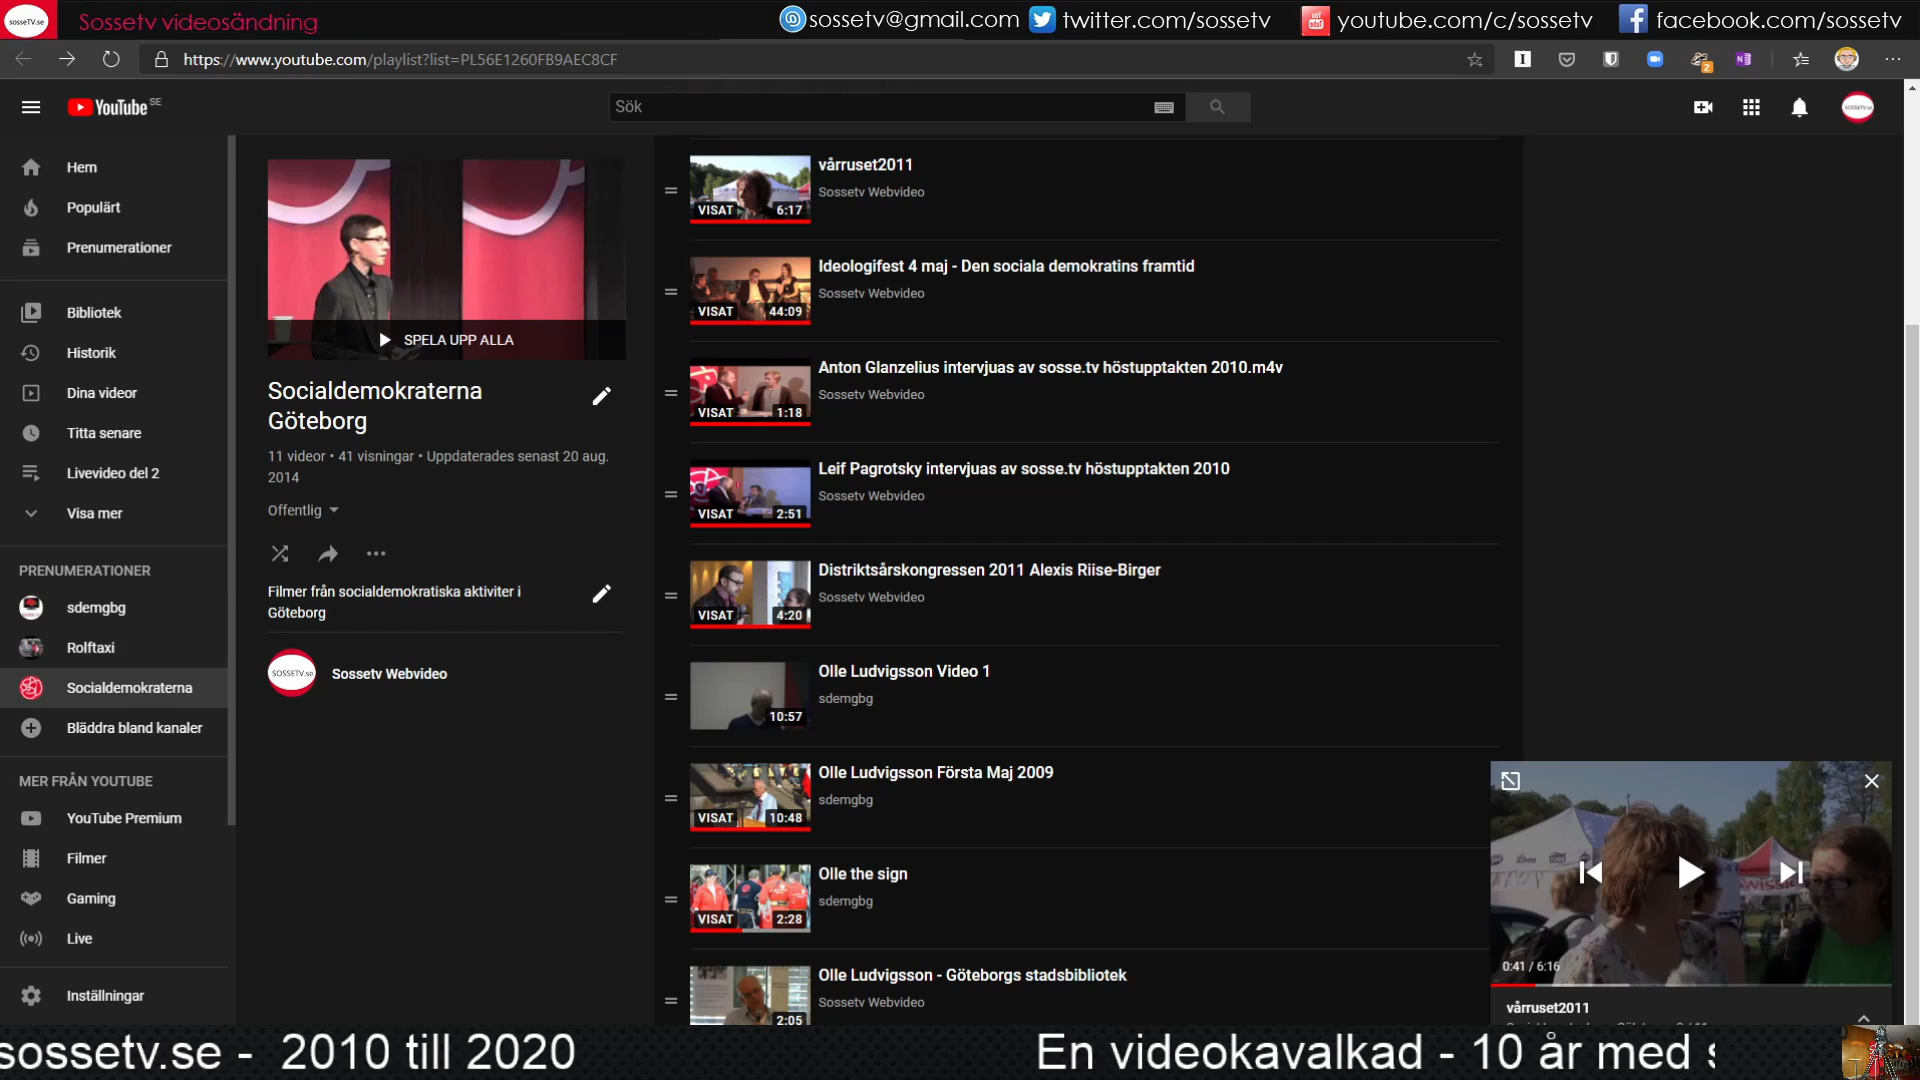 sosseTV.se
Sossetv videosändning
sossetv@gmail.com
twitter.com/sossetv
youtube.com/c/sossetv
facebook.com/sossetv
https://www.youtube.com/playlist?list=PL56E1260FB9AEC8CF
2
YouTube SE
Sök
Hem
Populärt
Prenumerationer
Bibliotek
Historik
Dina videor
Titta senare
Livevideo del 2
Visa mer
PRENUMERATIONER
sdemgbg
Rolftaxi
Socialdemokraterna
Bläddra bland kanaler
MER FRÅN YOUTUBE
YouTube Premium
Filmer
Gaming
Live
Inställningar
SPELA UPP ALLA
Socialdemokraterna
Göteborg
11 videor • 41 visningar • Uppdaterades senast 20 aug.
2014
Offentlig
Filmer från socialdemokratiska aktiviter i
Göteborg
SOSSETV.se
Sossetv Webvideo
vårruset2011
Sossetv Webvideo
VISAT 6:17
Ideologifest 4 maj - Den sociala demokratins framtid
Sossetv Webvideo
VISAT 44:09
Anton Glanzelius intervjuas av sosse.tv höstupptakten 2010.m4v
Sossetv Webvideo
VISAT 1:18
Leif Pagrotsky intervjuas av sosse.tv höstupptakten 2010
Sossetv Webvideo
VISAT 2:51
Distriktsårskongressen 2011 Alexis Riise-Birger
Sossetv Webvideo
VISAT 4:20
Olle Ludvigsson Video 1
sdemgbg
10:57
Olle Ludvigsson Första Maj 2009
sdemgbg
VISAT 10:48
Olle the sign
sdemgbg
VISAT 2:28
Olle Ludvigsson - Göteborgs stadsbibliotek
Sossetv Webvideo
2:05
0:41 / 6:16
vårruset2011
sossetv.se - 2010 till 2020
En videokavalkad - 10 år med